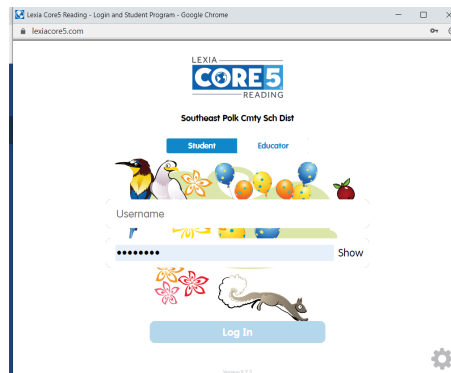 Lexia Core5 Reading - Login and Student Program - Google Chrome
lexiacore5.com
LEXIA
CORE5
READING
Southeast Polk Cmty Sch Dist
Student Educator
Username
Show
Log In